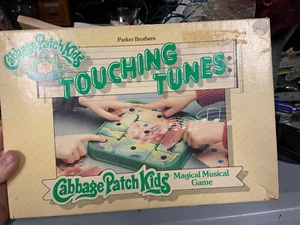 Parker Brothers
Cabbage Patch Kids
TOUCHING
TUNES
Cabbage Patch Kids
Magical Musical
Game